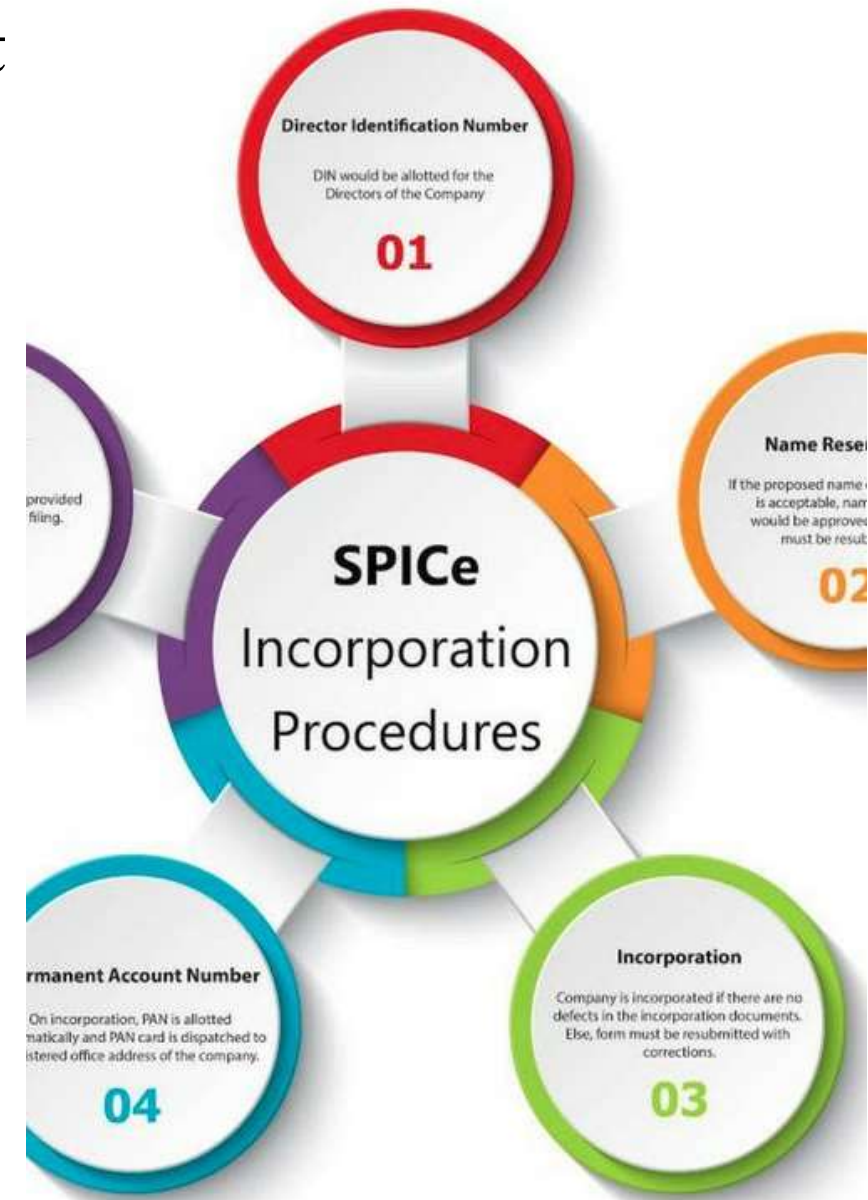 Director Identification Number
DIN would be allotted for the
Directors of the Company
01
Name Reser
If the proposed name
is acceptable, nam
would be approved
must be resub
02
Incorporation
Company is incorporated if there are no
defects in the incorporation documents.
Else, form must be resubmitted with
corrections.
03
rmanent Account Number
On incorporation, PAN is allotted
matically and PAN card is dispatched to
stered office address of the company.
04
provided
filing.
SPICe
Incorporation
Procedures